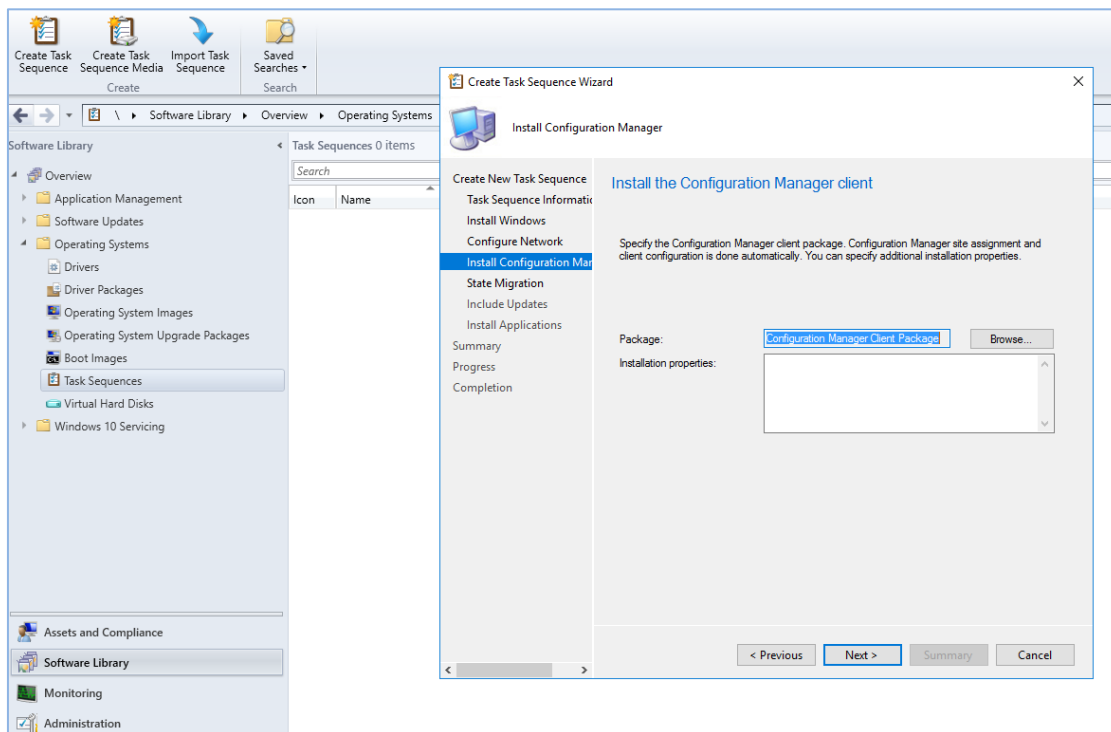 Create Task Sequence
Create Task Sequence Media
Import Task Sequence
Saved Searches
Create
Search
\ Software Library Overview Operating Systems
Software Library
Overview
Application Management
Software Updates
Operating Systems
Drivers
Driver Packages
Operating System Images
Operating System Upgrade Packages
Boot Images
Task Sequences
Virtual Hard Disks
Windows 10 Servicing
Assets and Compliance
Software Library
Monitoring
Administration
Task Sequences 0 items
Search
Icon Name
Create Task Sequence Wizard
Install Configuration Manager
Create New Task Sequence
Task Sequence Informatic
Install Windows
Configure Network
Install Configuration Mar
State Migration
Include Updates
Install Applications
Summary
Progress
Completion
Install the Configuration Manager client
Specify the Configuration Manager client package. Configuration Manager site assignment and
client configuration is done automatically. You can specify additional installation properties.
Package: Configuration Manager Client Package Browse...
Installation properties:
< Previous Next > Summary Cancel